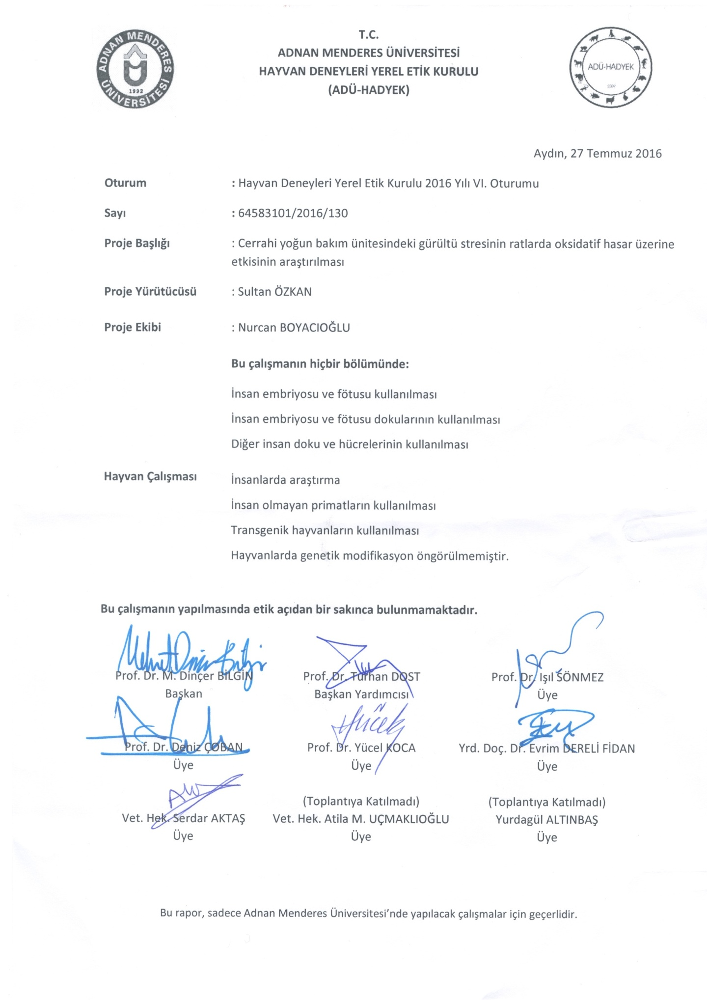 ADNAN MENDERES ÜNİVERSİTESİ
1992
T.C.
ADNAN MENDERES ÜNİVERSİTESİ
HAYVAN DENEYLERİ YEREL ETİK KURULU
(ADÜ-HADYEK)
ADÜ-HADYEK
2007
Aydın, 27 Temmuz 2016
Oturum : Hayvan Deneyleri Yerel Etik Kurulu 2016 Yılı VI. Oturumu
Sayı : 64583101/2016/130
Proje Başlığı : Cerrahi yoğun bakım ünitesindeki gürültü stresinin ratlarda oksidatif hasar üzerine
etkisinin araştırılması
Proje Yürütücüsü : Sultan ÖZKAN
Proje Ekibi : Nurcan BOYACIOĞLU
Bu çalışmanın hiçbir bölümünde:
İnsan embriyosu ve fötusu kullanılması
İnsan embriyosu ve fötusu dokularının kullanılması
Diğer insan doku ve hücrelerinin kullanılması
Hayvan Çalışması İnsanlarda araştırma
İnsan olmayan primatların kullanılması
Transgenik hayvanların kullanılması
Hayvanlarda genetik modifikasyon öngörülmemiştir.
Bu çalışmanın yapılmasında etik açıdan bir sakınca bulunmamaktadır.
Mehmet Dinçer Bilgin
Prof. Dr. M. Dinçer BİLGİN Prof. Dr. Turhan DOST Prof. Dr. Işıl SÖNMEZ
Başkan Başkan Yardımcısı Üye
Prof. Dr. Deniz ÇOBAN Prof. Dr. Yücel KOCA Yrd. Doç. Dr. Evrim DERELİ FİDAN
Üye Üye Üye
(Toplantıya Katılmadı) (Toplantıya Katılmadı)
Vet. Hek. Serdar AKTAŞ Vet. Hek. Atila M. UÇMAKLIOĞLU Yurdagül ALTINBAŞ
Üye Üye Üye
Bu rapor, sadece Adnan Menderes Üniversitesi'nde yapılacak çalışmalar için geçerlidir.